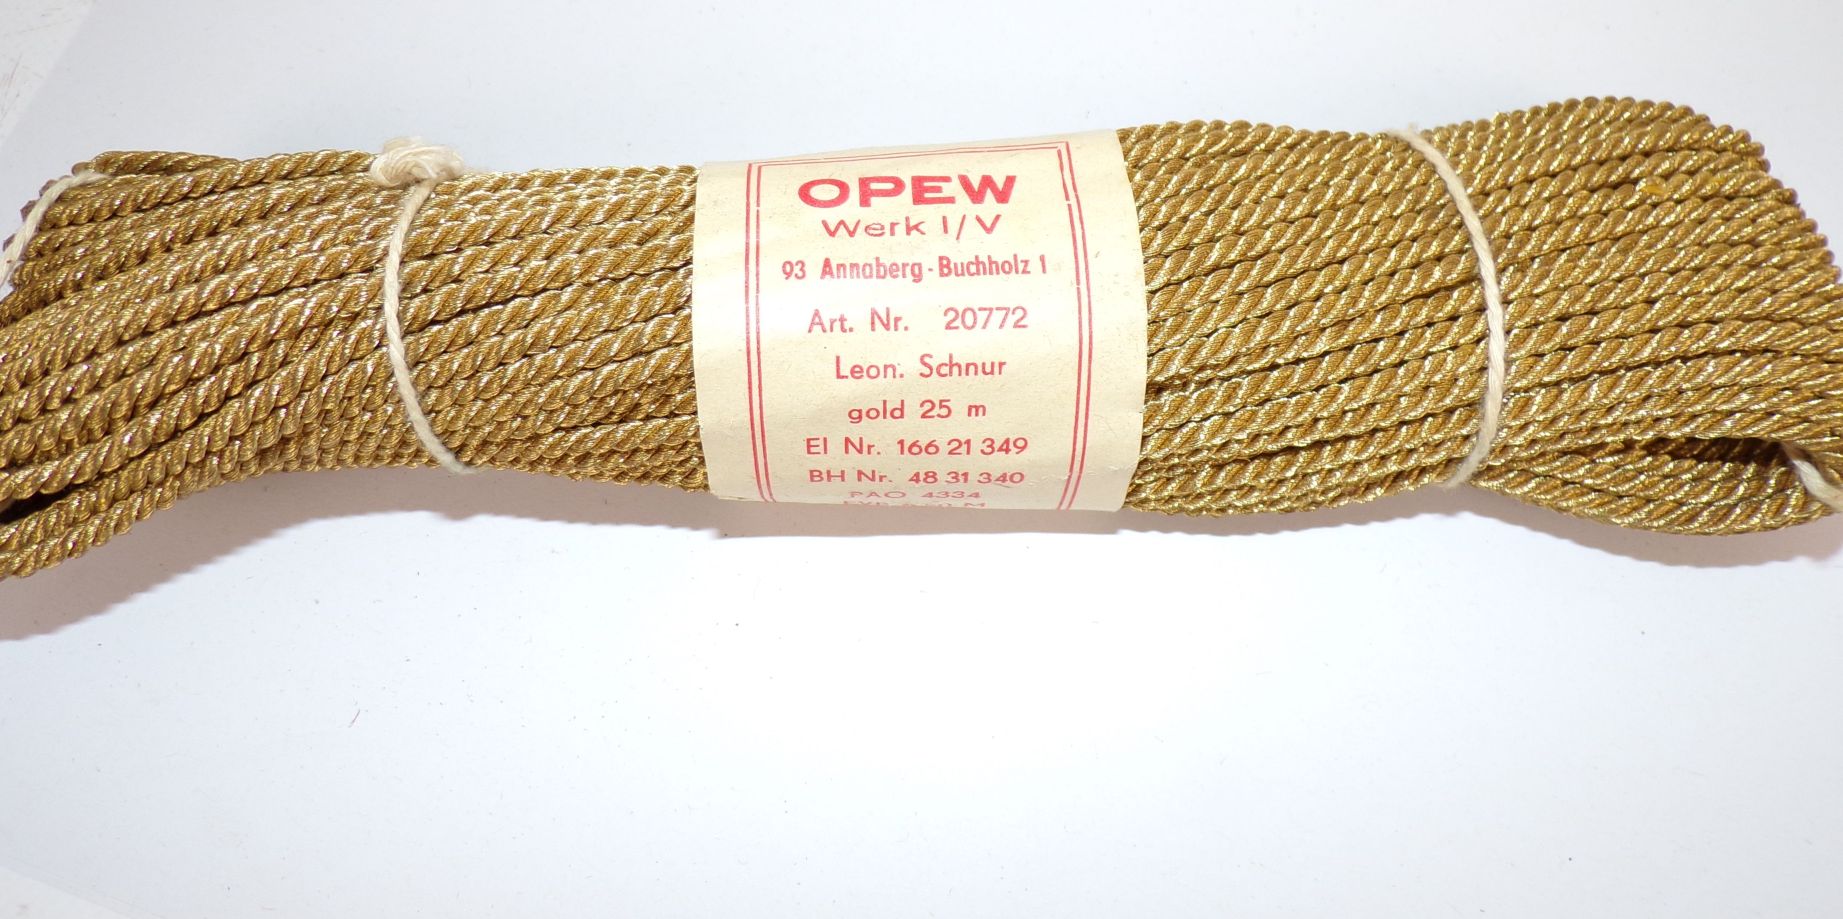 OPEW
Werk I/V
93 Annaberg-Buchholz 1
Art. Nr. 20772
Leon. Schnur
gold 25 m
El Nr. 166 21 349
BH Nr. 48 31 340
PAO 4334